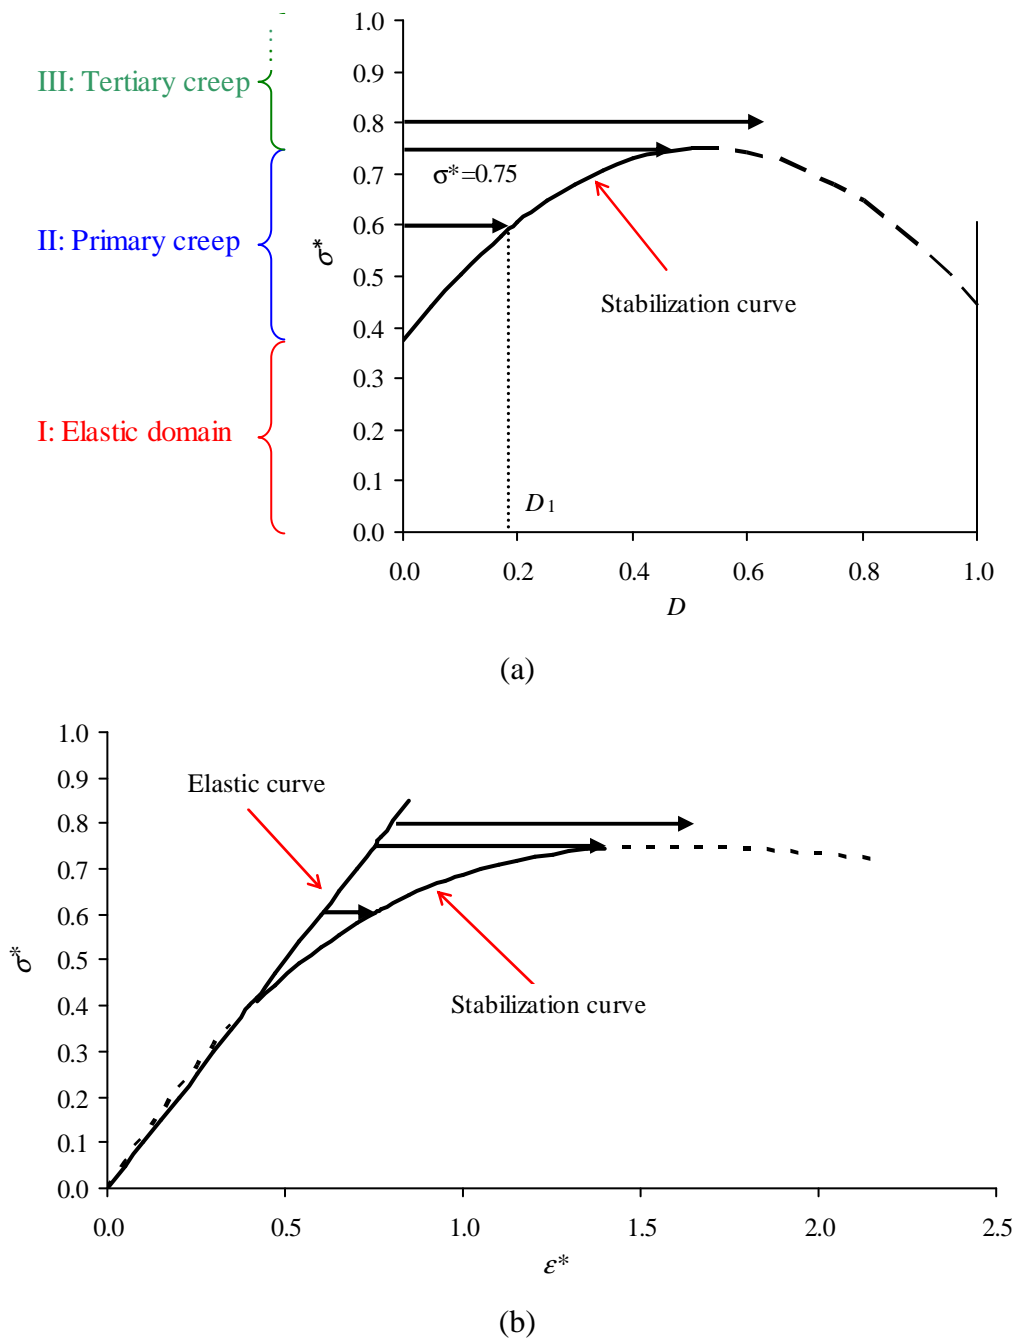 1.0
0.9
III: Tertiary creep
0.8
σ*=0.75
0.7
II: Primary creep
σ*
0.6
0.5
Stabilization curve
0.4
0.3
I: Elastic domain
0.2
0.1
D1
0.0
0.0 0.2 0.4 0.6 0.8 1.0
D
(a)
1.0
0.9
Elastic curve
0.8
0.7
0.6
σ*
0.5
Stabilization curve
0.4
0.3
0.2
0.1
0.0
0.0 0.5 1.0 1.5 2.0 2.5
ε*
(b)